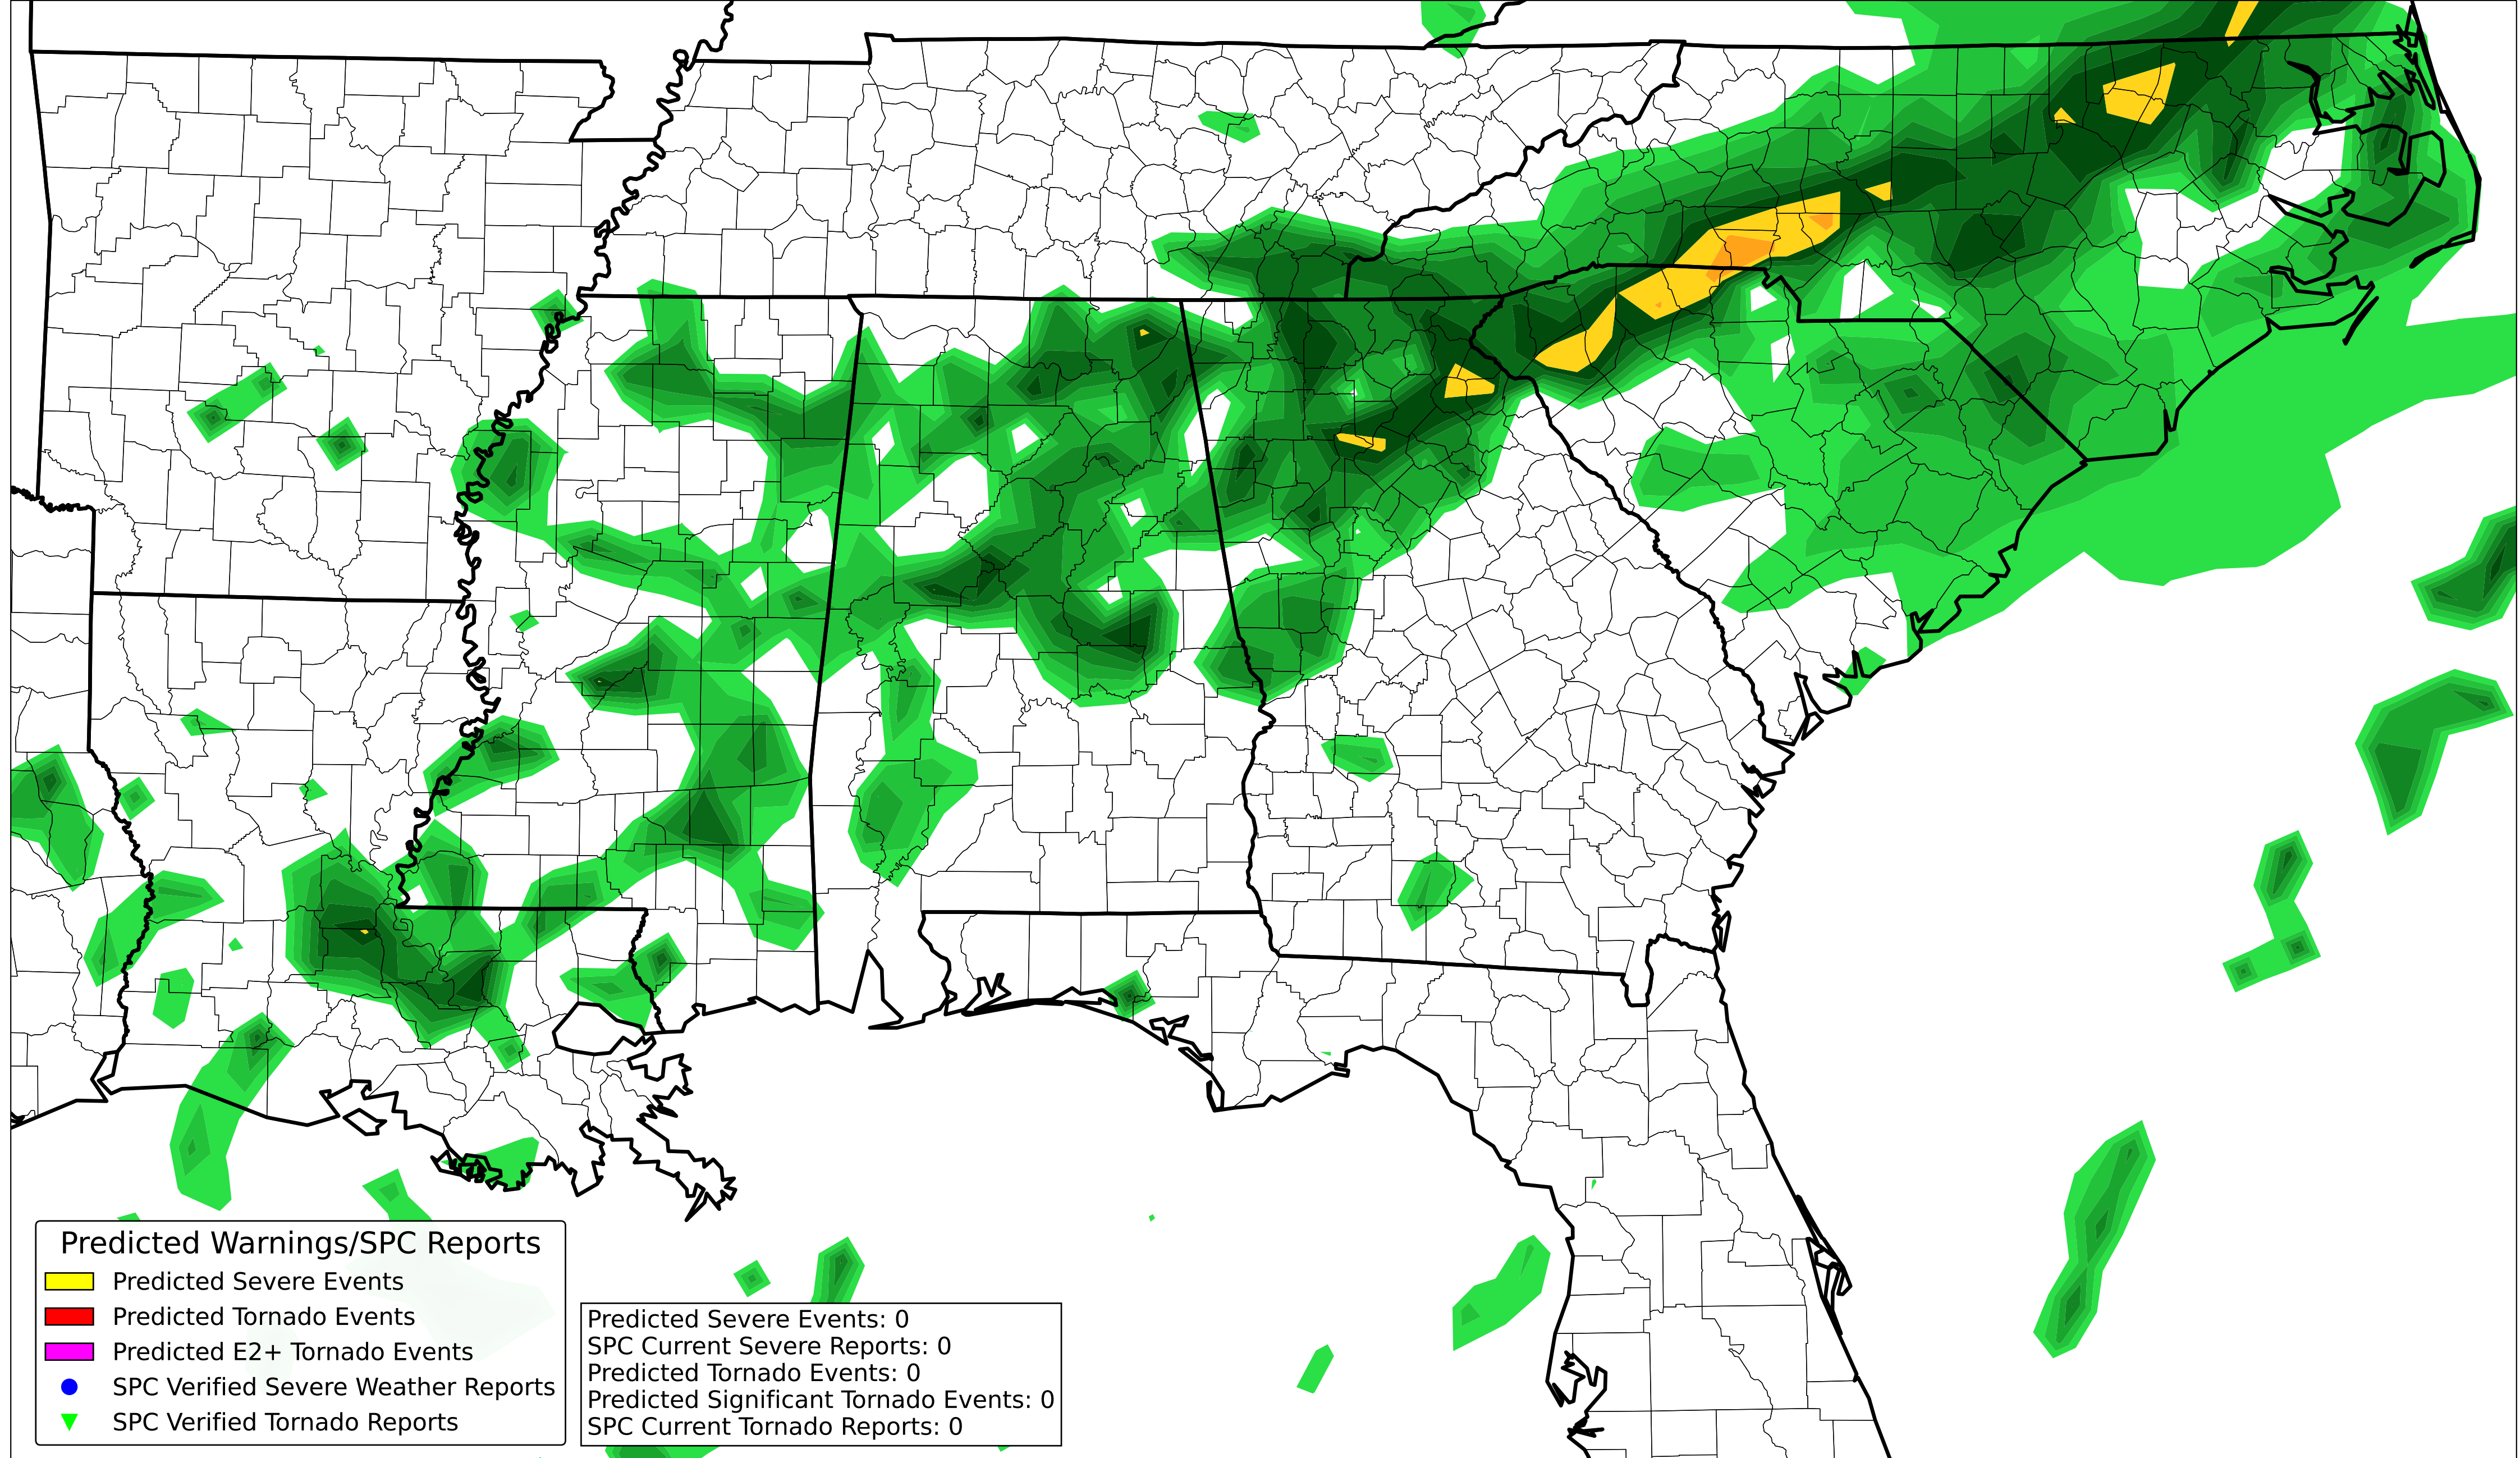 Predicted Warnings/SPC Reports
Predicted Severe Events
Predicted Tornado Events
Predicted E2+ Tornado Events
SPC Verified Severe Weather Reports
SPC Verified Tornado Reports
Predicted Severe Events: 0
SPC Current Severe Reports: 0
Predicted Tornado Events: 0
Predicted Significant Tornado Events: 0
SPC Current Tornado Reports: 0